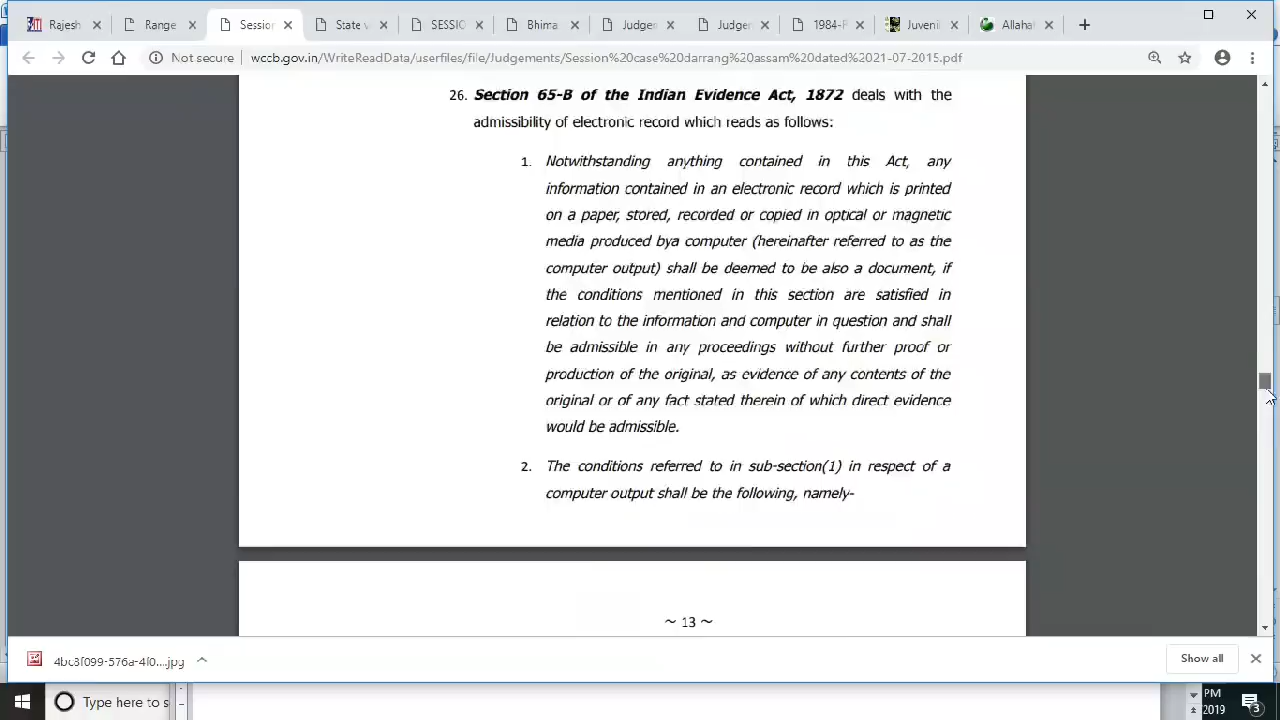 Rajesh
Range
Session
State v
SESSIO
Bhima
Judgem
Judgem
1984-F
Juvenil
Allahat
Not secure
wccb.gov.in/WriteReadData/userfiles/file/Judgements/Session%20case%20darrang%20assam%20dated%2021-07-2015.pdf
26. Section 65-B of the Indian Evidence Act, 1872 deals with the
admissibility of electronic record which reads as follows:
1. Notwithstanding anything contained in this Act, any
information contained in an electronic record which is printed
on a paper, stored, recorded or copied in optical or magnetic
media produced bya computer (hereinafter referred to as the
computer output) shall be deemed to be also a document, if
the conditions mentioned in this section are satisfied in
relation to the information and computer in question and shall
be admissible in any proceedings without further proof or
production of the original, as evidence of any contents of the
original or of any fact stated therein of which direct evidence
would be admissible.
2. The conditions referred to in sub-section(1) in respect of a
computer output shall be the following, namely-
~ 13 ~
Show all
Type here to s
PM
2019
3